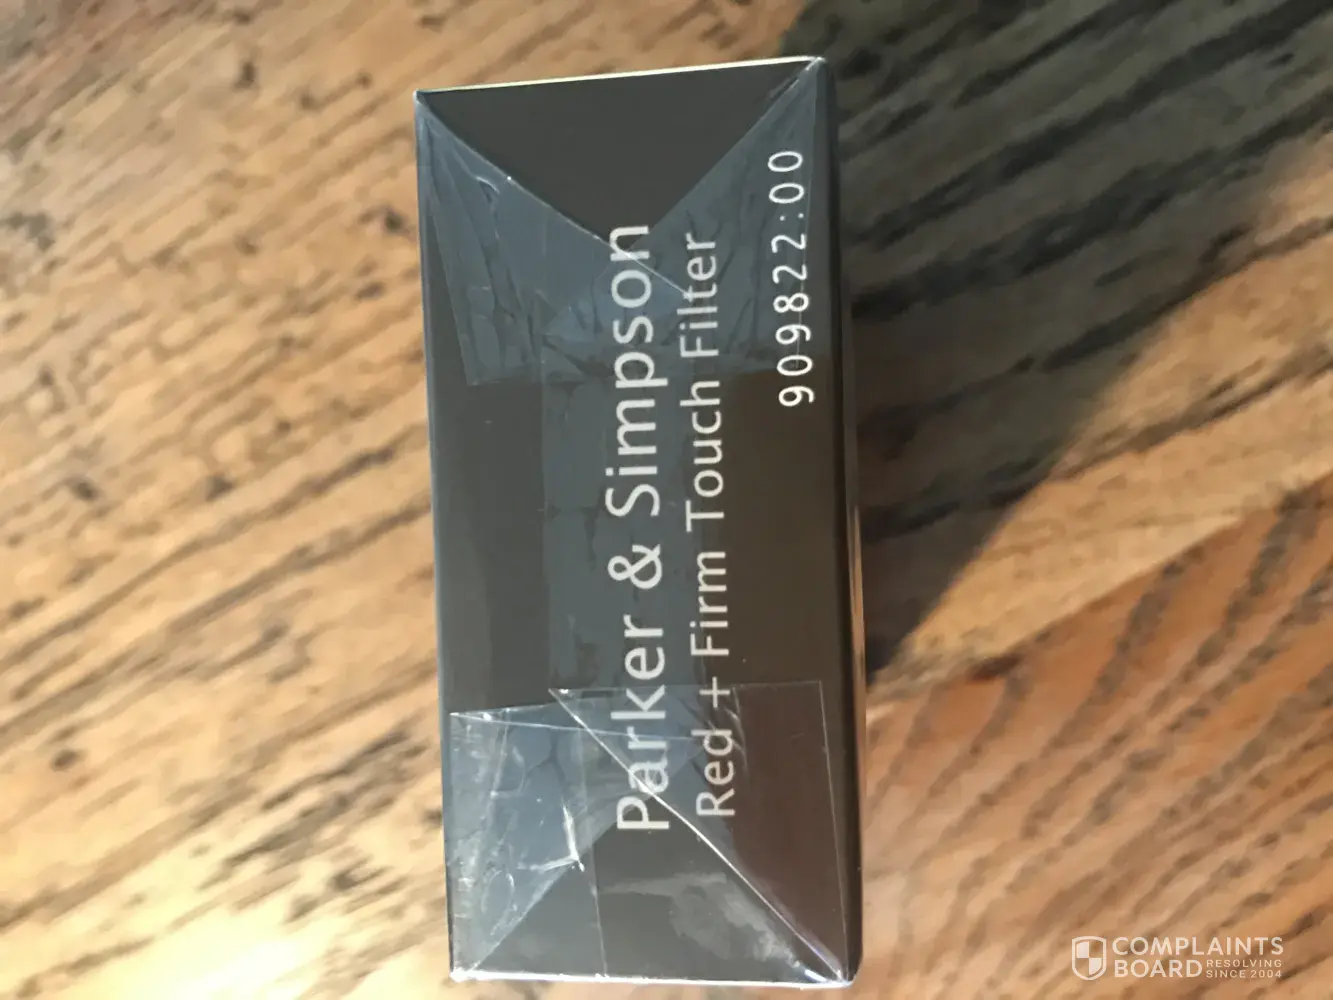 Parker & Simpson
Red + Firm Touch Filter
909822:00
COMPLAINTS
BOARD RESOLVING
SINCE 2004